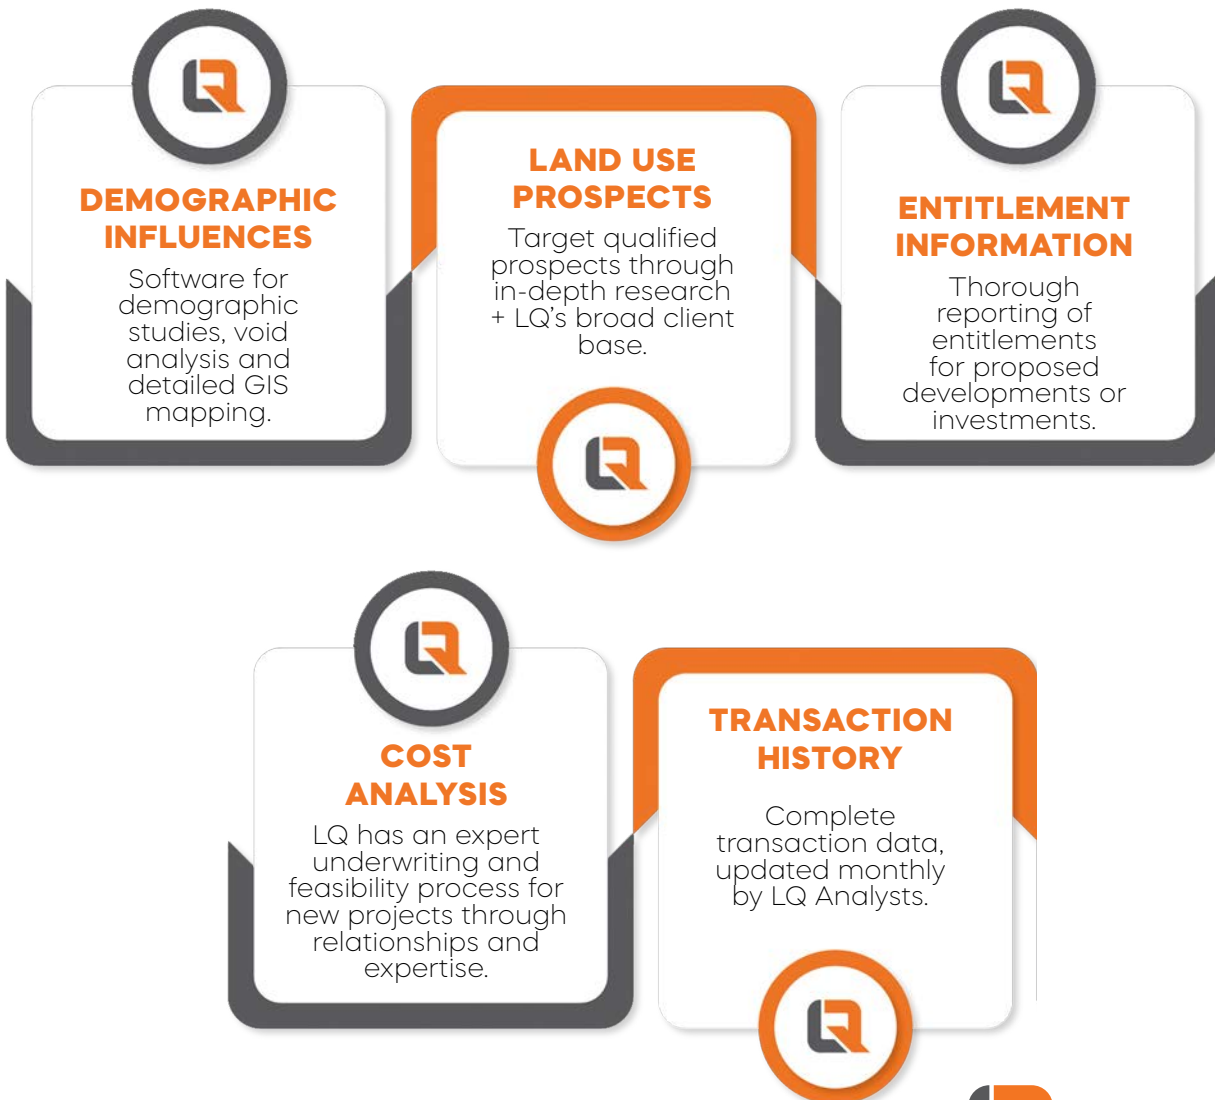 DEMOGRAPHIC
INFLUENCES
Software for
demographic
studies, void
analysis and
detailed GIS
mapping.
LAND USE
PROSPECTS
Target qualified
prospects through
in-depth research
+ LQ's broad client
base.
ENTITLEMENT
INFORMATION
Thorough
reporting of
entitlements
for proposed
developments or
investments.
COST
ANALYSIS
LQ has an expert
underwriting and
feasibility process for
new projects through
relationships and
expertise.
TRANSACTION
HISTORY
Complete
transaction data,
updated monthly
by LQ Analysts.